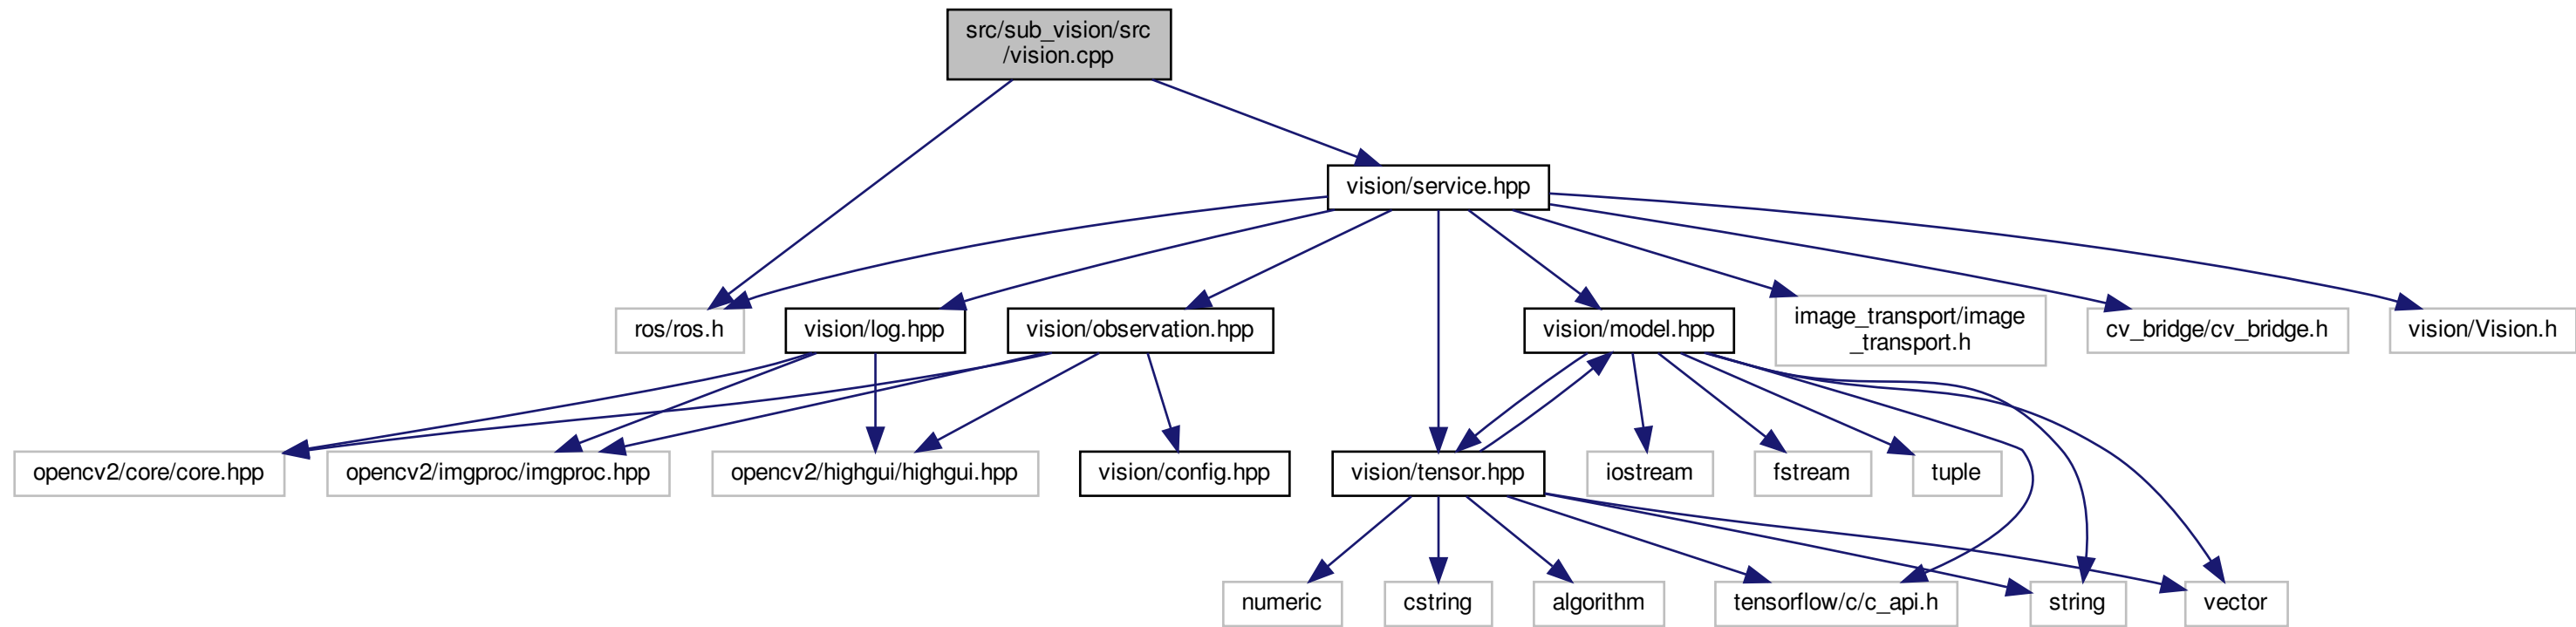 src/sub_vision/src
/vision.cpp
vision/service.hpp
ros/ros.h
vision/log.hpp
vision/observation.hpp
vision/model.hpp
image_transport/image
_transport.h
cv_bridge/cv_bridge.h
vision/Vision.h
opencv2/core/core.hpp
opencv2/imgproc/imgproc.hpp
opencv2/highgui/highgui.hpp
vision/config.hpp
vision/tensor.hpp
iostream
fstream
tuple
numeric
cstring
algorithm
tensorflow/c/c_api.h
string
vector